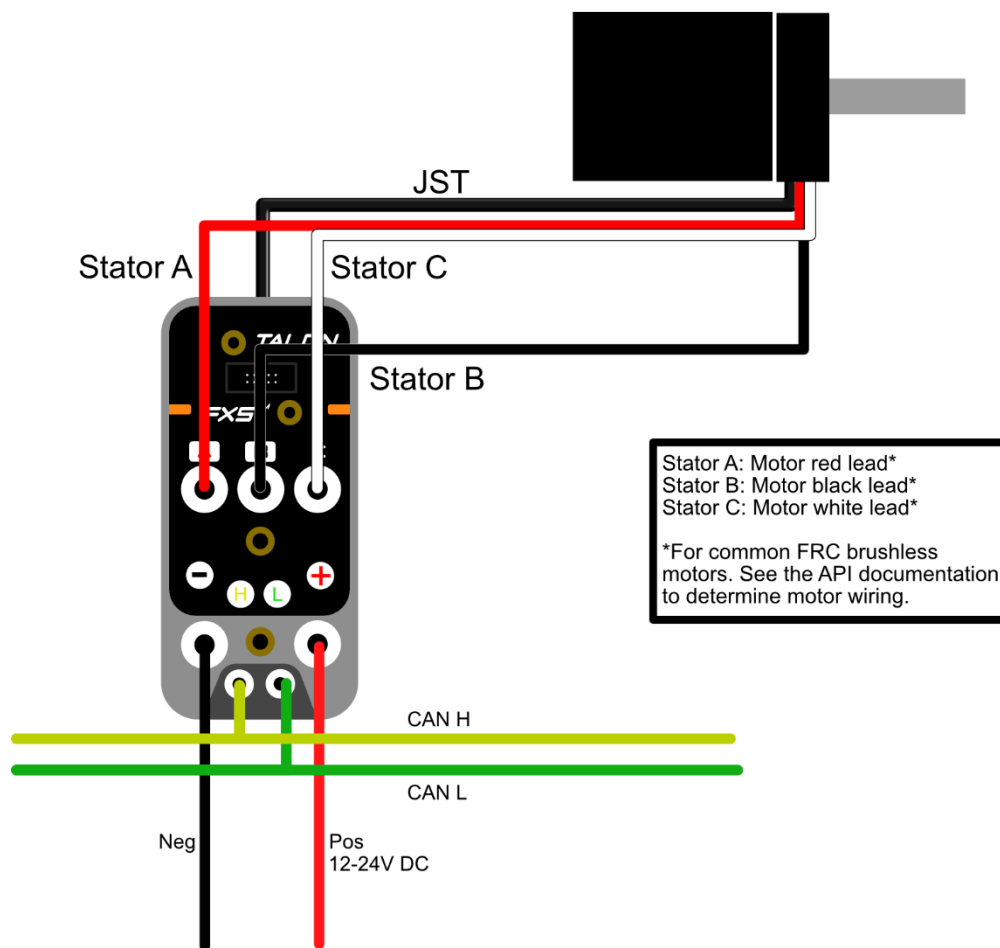 JST
Stator A
Stator C
Stator B
FXS
H
L
CAN H
CAN L
Neg
Pos
12-24V DC
Stator A: Motor red lead*
Stator B: Motor black lead*
Stator C: Motor white lead*
*For common FRC brushless
motors. See the API documentation
to determine motor wiring.